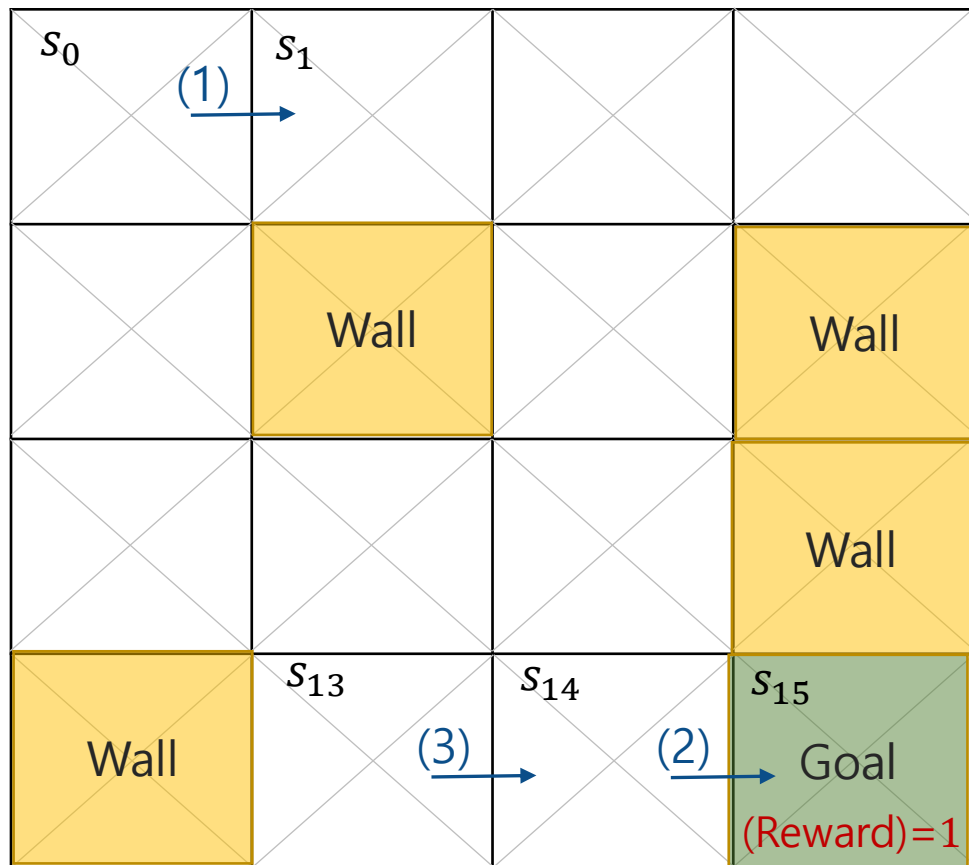 s₀
s₁
(1)
Wall
Wall
Wall
s₁₃
s₁₄
s₁₅
Wall
(3)
(2)
Goal
(Reward)=1